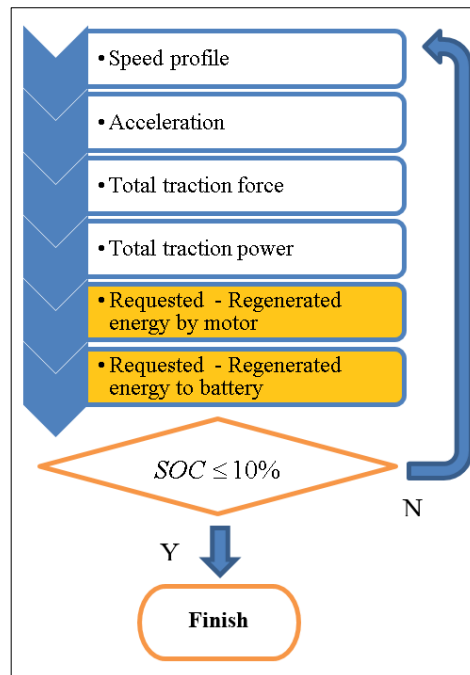 • Speed profile
• Acceleration
• Total traction force
• Total traction power
• Requested - Regenerated
energy by motor
• Requested - Regenerated
energy to battery
SOC ≤ 10%
N
Y
Finish